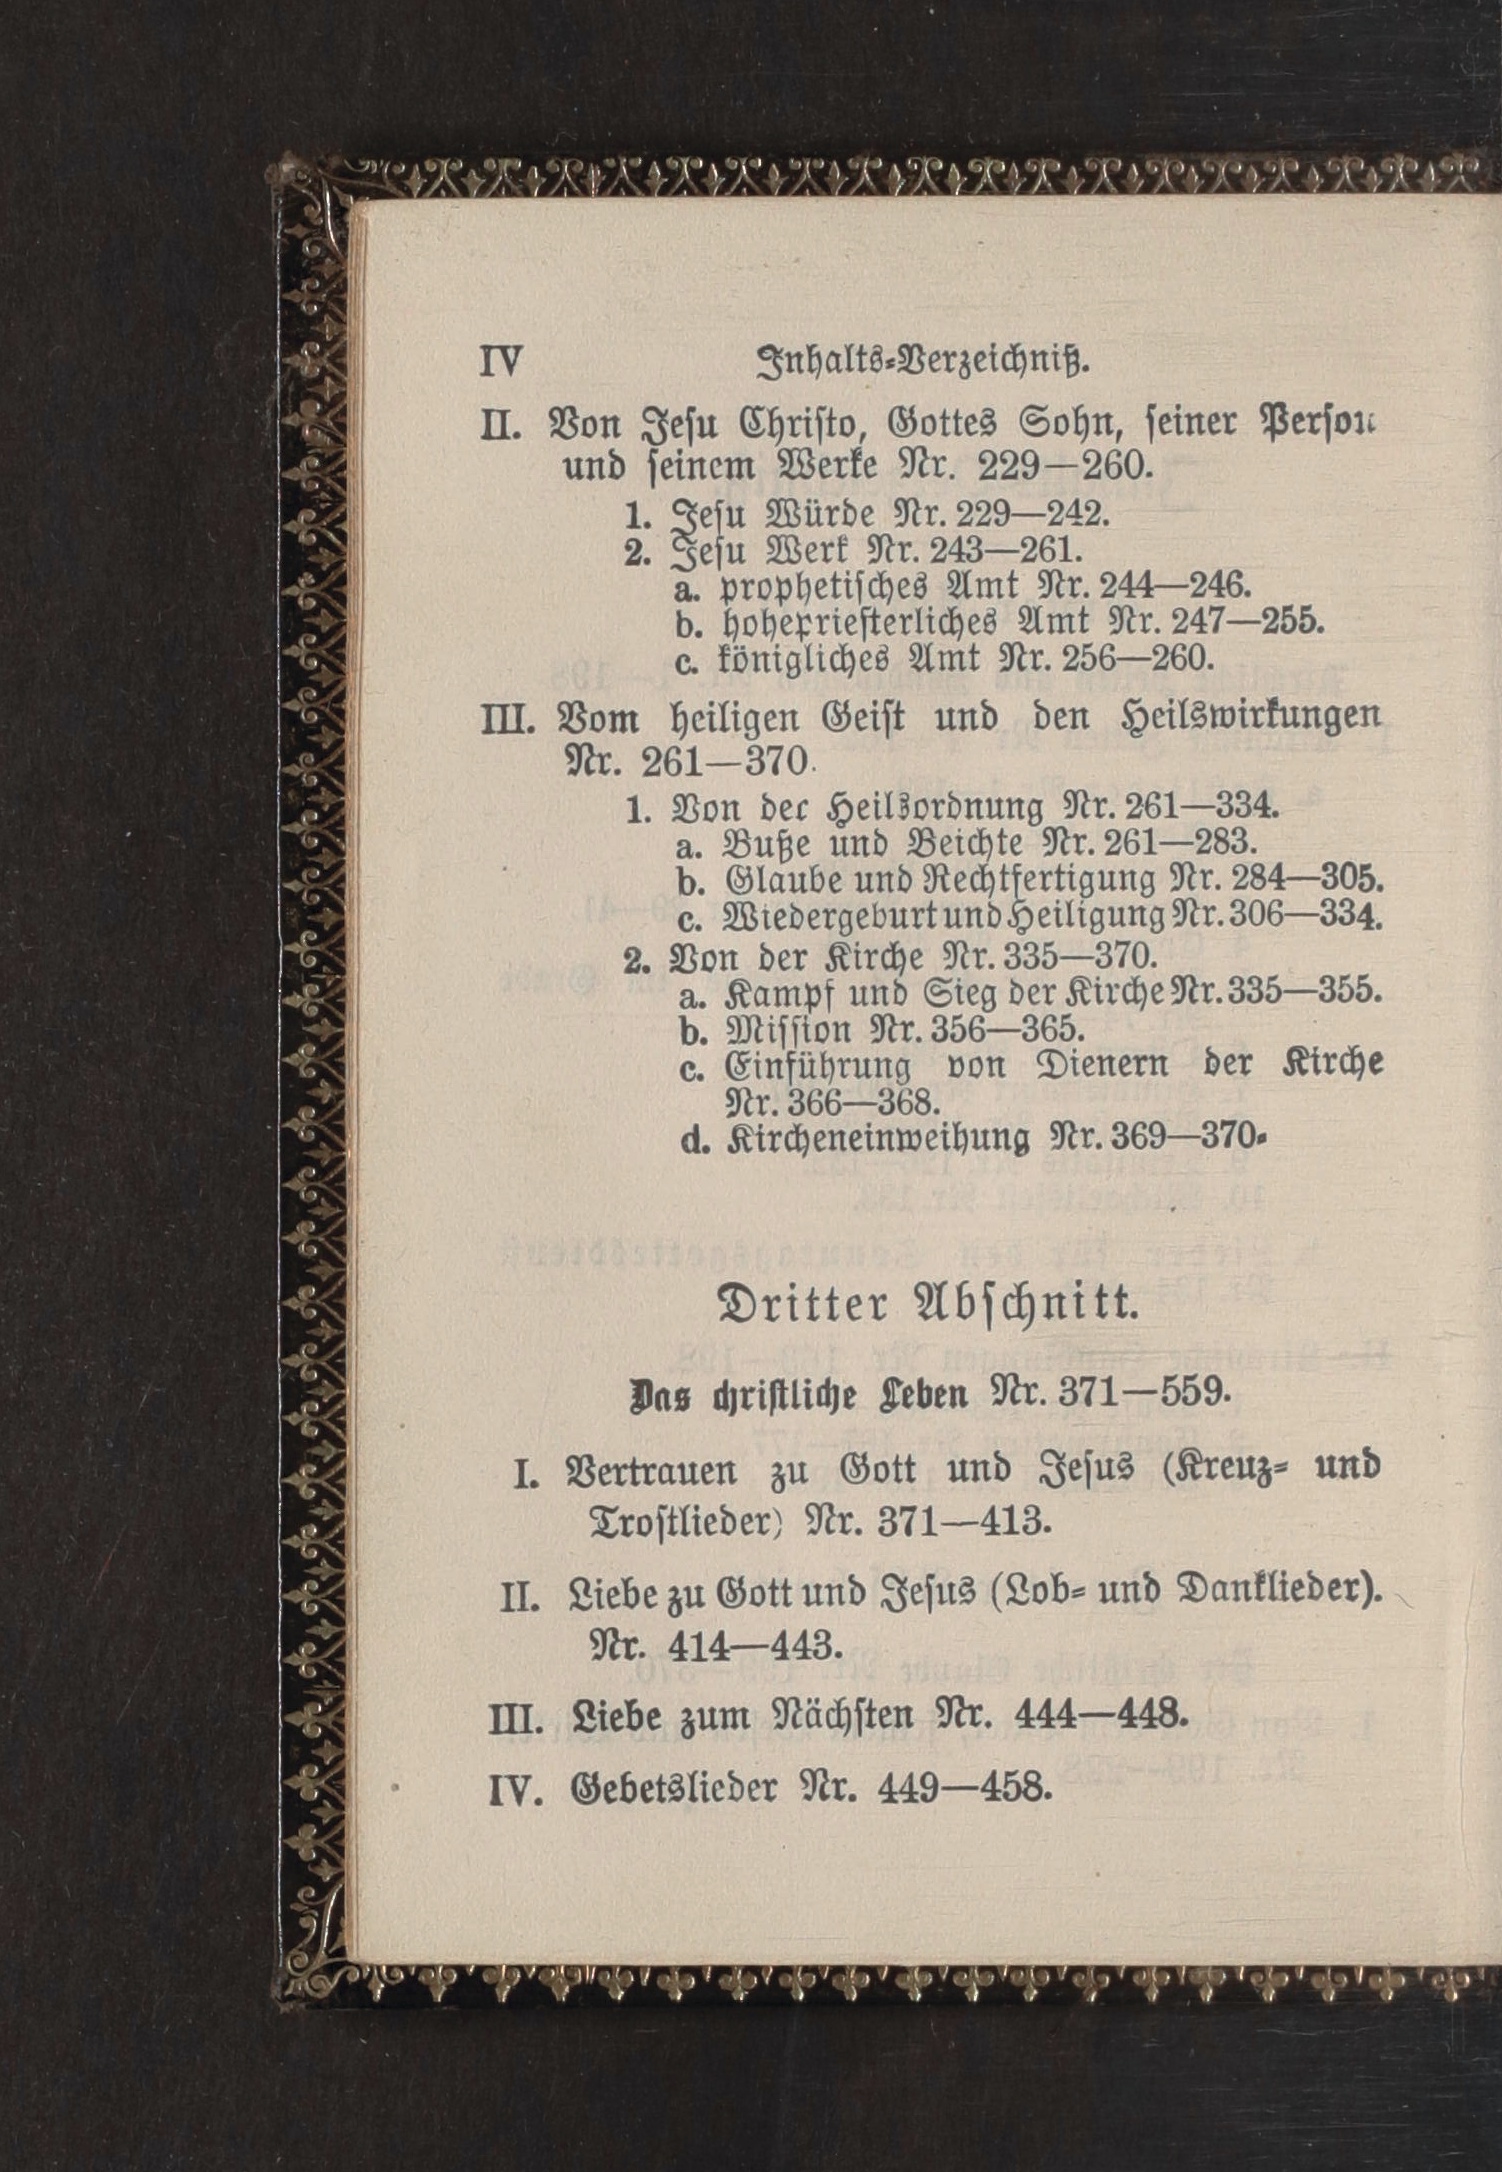 IV Inhalts-Verzeichniß.
II. Von Jesu Christo, Gottes Sohn, seiner Person
und seinem Werke Nr. 229—260.
1. Jesu Würde Nr. 229—242.
2. Jesu Werk Nr. 243—261.
a. prophetisches Amt Nr. 244—246.
b. hohepriesterliches Amt Nr. 247—255.
c. königliches Amt Nr. 256—260.
III. Vom heiligen Geist und den Heilswirkungen
Nr. 261—370.
1. Von der Heilsordnung Nr. 261—334.
a. Buße und Beichte Nr. 261—283.
b. Glaube und Rechtfertigung Nr. 284—305.
c. Wiedergeburt und Heiligung Nr. 306—334.
2. Von der Kirche Nr. 335—370.
a. Kampf und Sieg der Kirche Nr. 335—355.
b. Mission Nr. 356—365.
c. Einführung von Dienern der Kirche
Nr. 366—368.
d. Kircheneinweihung Nr. 369—370.
Dritter Abschnitt.
Das christliche Leben Nr. 371—559.
I. Vertrauen zu Gott und Jesus (Kreuz- und
Trostlieder) Nr. 371—413.
II. Liebe zu Gott und Jesus (Lob- und Danklieder).
Nr. 414—443.
III. Liebe zum Nächsten Nr. 444—448.
IV. Gebetslieder Nr. 449—458.